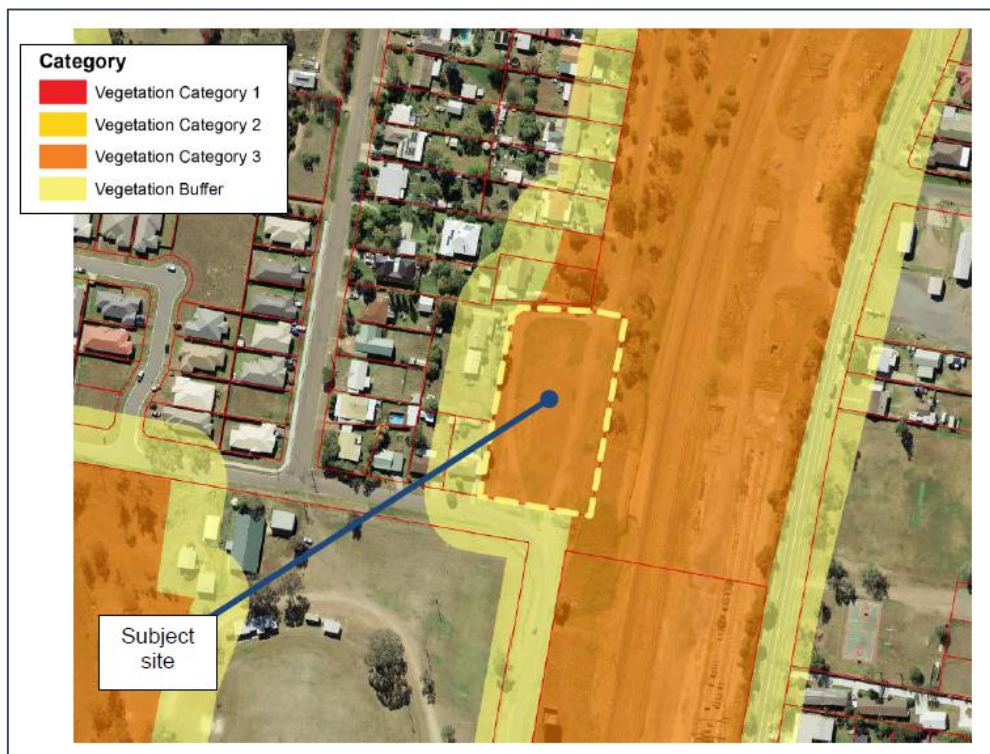 Category
Vegetation Category 1
Vegetation Category 2
Vegetation Category 3
Vegetation Buffer
Subject
site